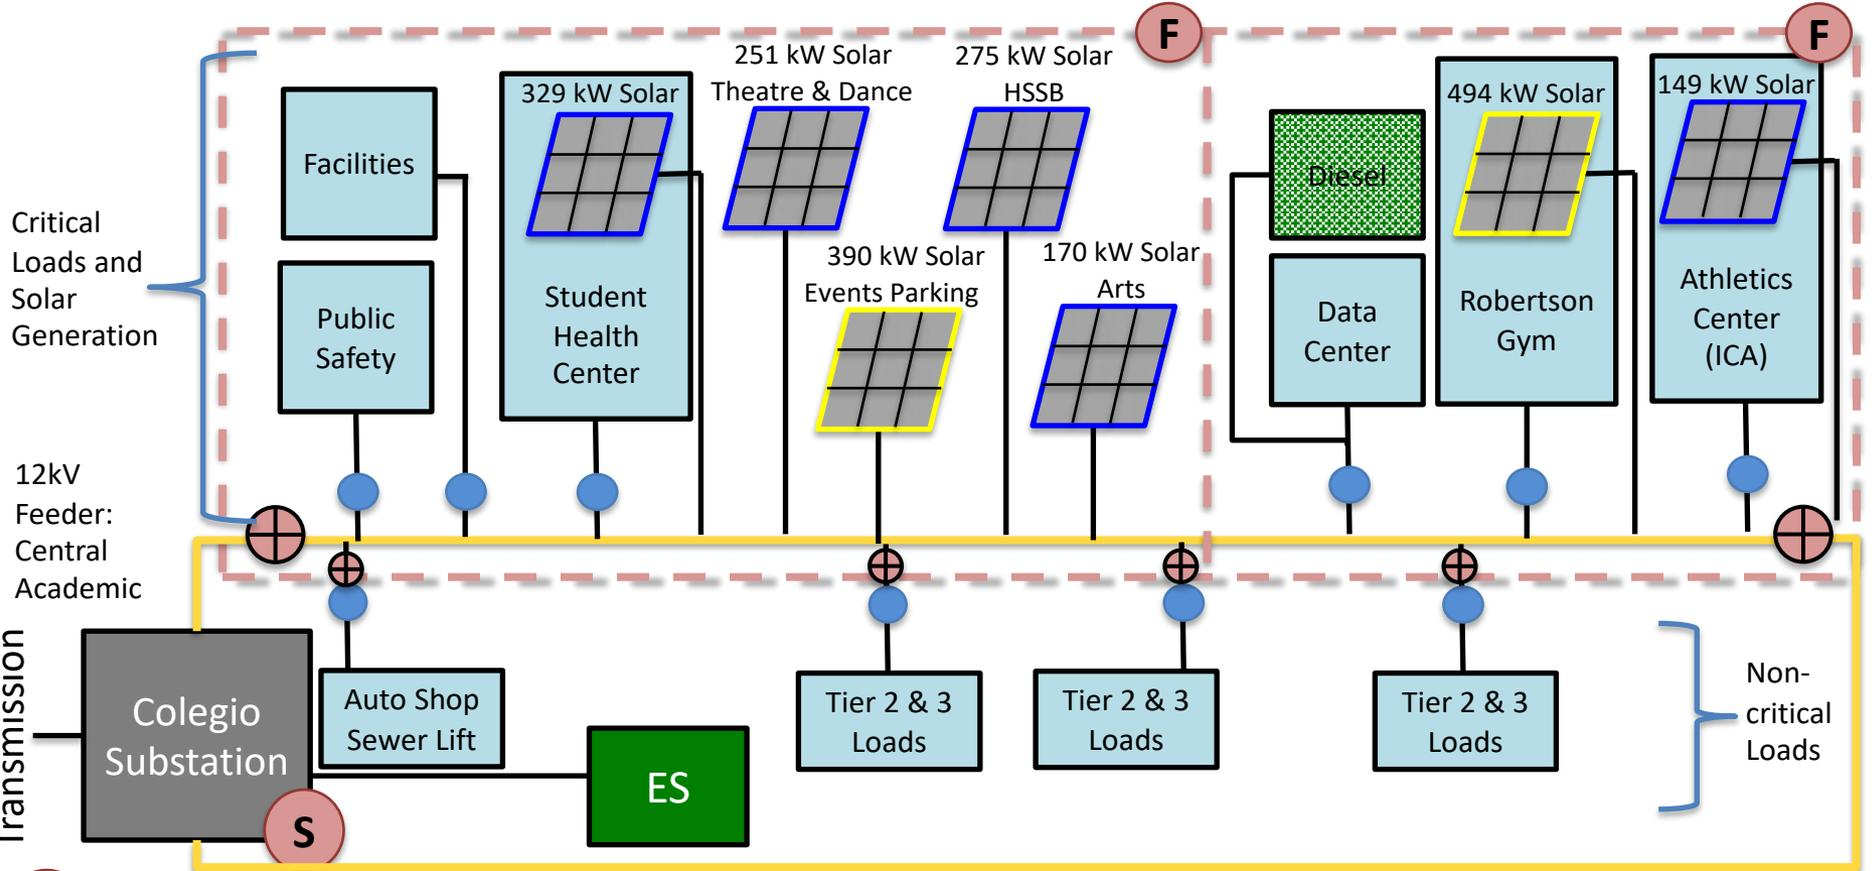 F
F
251 kW Solar
Theatre & Dance
275 kW Solar
HSSB
329 kW Solar
494 kW Solar
149 kW Solar
Facilities
Diesel
Critical
Loads and
Solar
Generation
390 kW Solar
Events Parking
170 kW Solar
Arts
Public
Safety
Student
Health
Center
Data
Center
Robertson
Gym
Athletics
Center
(ICA)
12kV
Feeder:
Central
Academic
Transmission
Colegio
Substation
S
Auto Shop
Sewer Lift
ES
Tier 2 & 3
Loads
Tier 2 & 3
Loads
Tier 2 & 3
Loads
Non-
critical
Loads